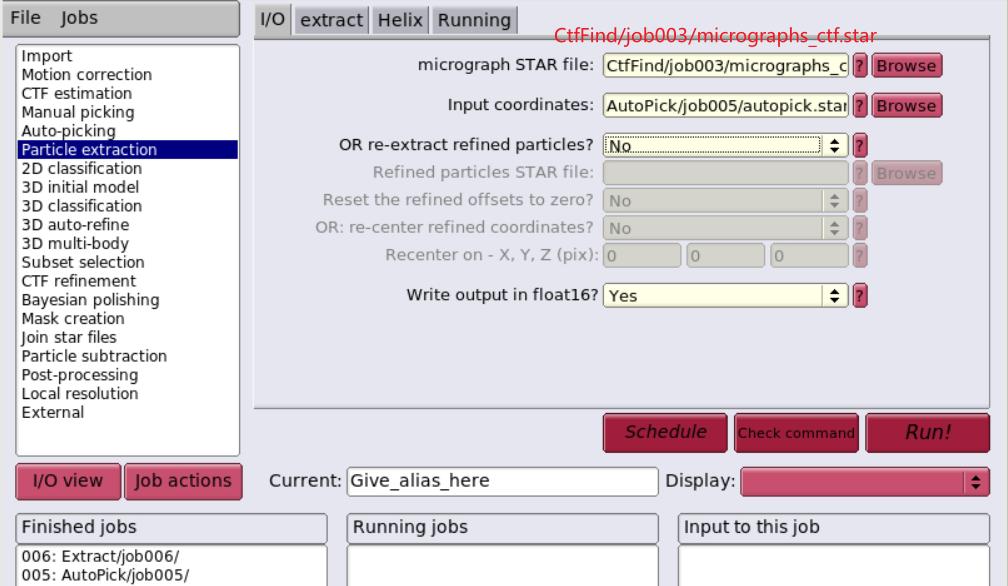 File Jobs
I/O extract Helix Running
CtfFind/job003/micrographs_ctf.star
Import
Motion correction
CTF estimation
Manual picking
Auto-picking
Particle extraction
2D classification
3D initial model
3D classification
3D auto-refine
3D multi-body
Subset selection
CTF refinement
Bayesian polishing
Mask creation
Join star files
Particle subtraction
Post-processing
Local resolution
External
micrograph STAR file: CtfFind/job003/micrographs_c ? Browse
Input coordinates: AutoPick/job005/autopick.star ? Browse
OR re-extract refined particles? No ?
Refined particles STAR file: ? Browse
Reset the refined offsets to zero? No ?
OR: re-center refined coordinates? No ?
Recenter on - X, Y, Z (pix): 0 0 0 ?
Write output in float16? Yes ?
Schedule Check command Run!
I/O view Job actions Current: Give_alias_here Display:
Finished jobs Running jobs Input to this job
006: Extract/job006/
005: AutoPick/job005/